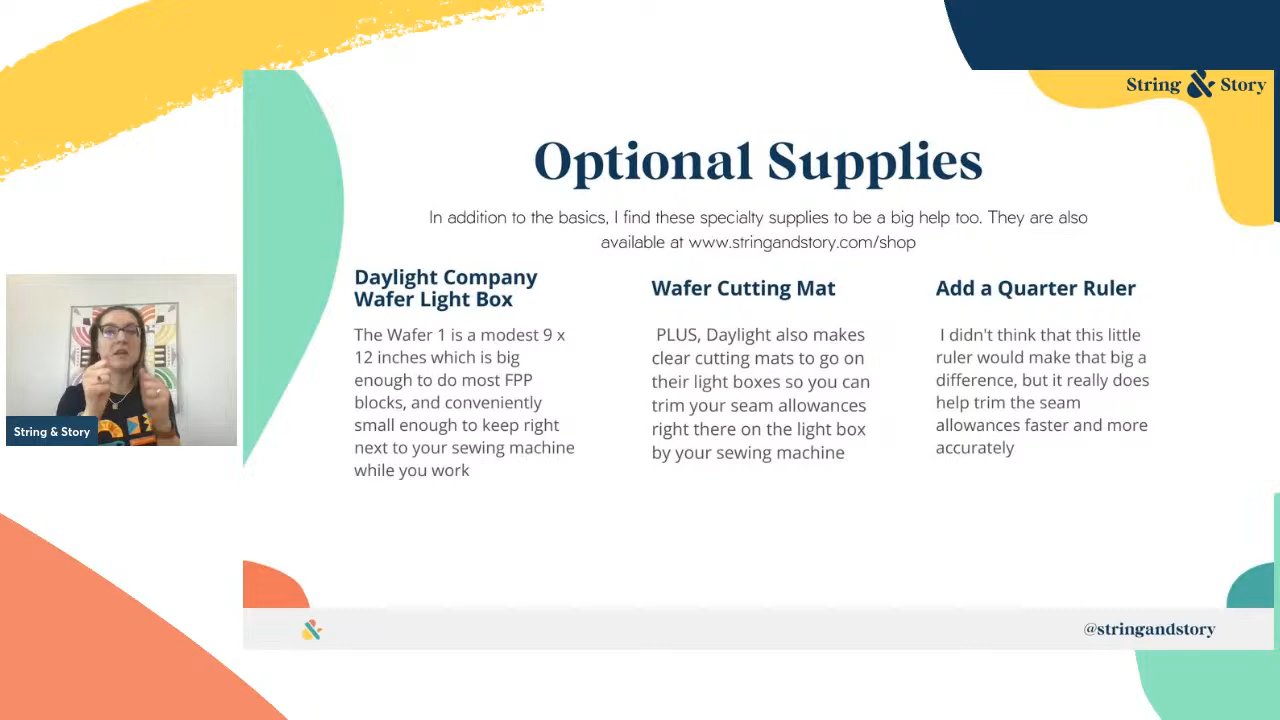 String & Story
Optional Supplies
In addition to the basics, I find these specialty supplies to be a big help too. They are also
available at www.stringandstory.com/shop
Daylight Company
Wafer Light Box
The Wafer 1 is a modest 9 x
12 inches which is big
enough to do most FPP
blocks, and conveniently
small enough to keep right
next to your sewing machine
while you work
Wafer Cutting Mat
PLUS, Daylight also makes
clear cutting mats to go on
their light boxes so you can
trim your seam allowances
right there on the light box
by your sewing machine
Add a Quarter Ruler
I didn't think that this little
ruler would make that big a
difference, but it really does
help trim the seam
allowances faster and more
accurately
String & Story
@stringandstory